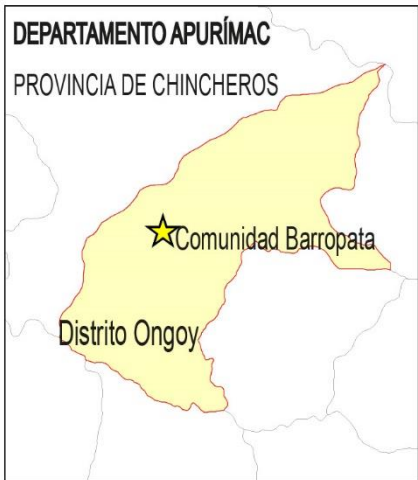 DEPARTAMENTO APURÍMAC
PROVINCIA DE CHINCHEROS
Comunidad Barropata
Distrito Ongoy